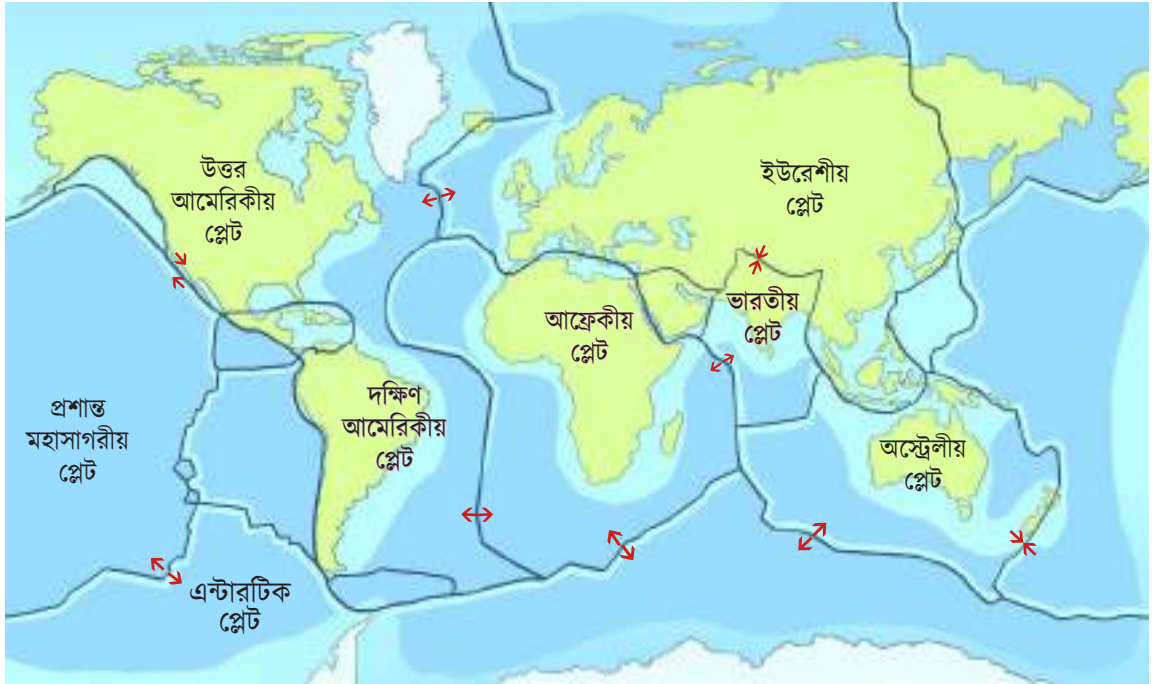 উত্তর
আমেরিকীয়
প্লেট
ইউরেশীয়
প্লেট
ভারতীয়
প্লেট
আফ্রেকীয়
প্লেট
দক্ষিণ
আমেরিকীয়
প্লেট
প্রশান্ত
মহাসাগরীয়
প্লেট
অস্ট্রেলীয়
প্লেট
এন্টারটিক
প্লেট